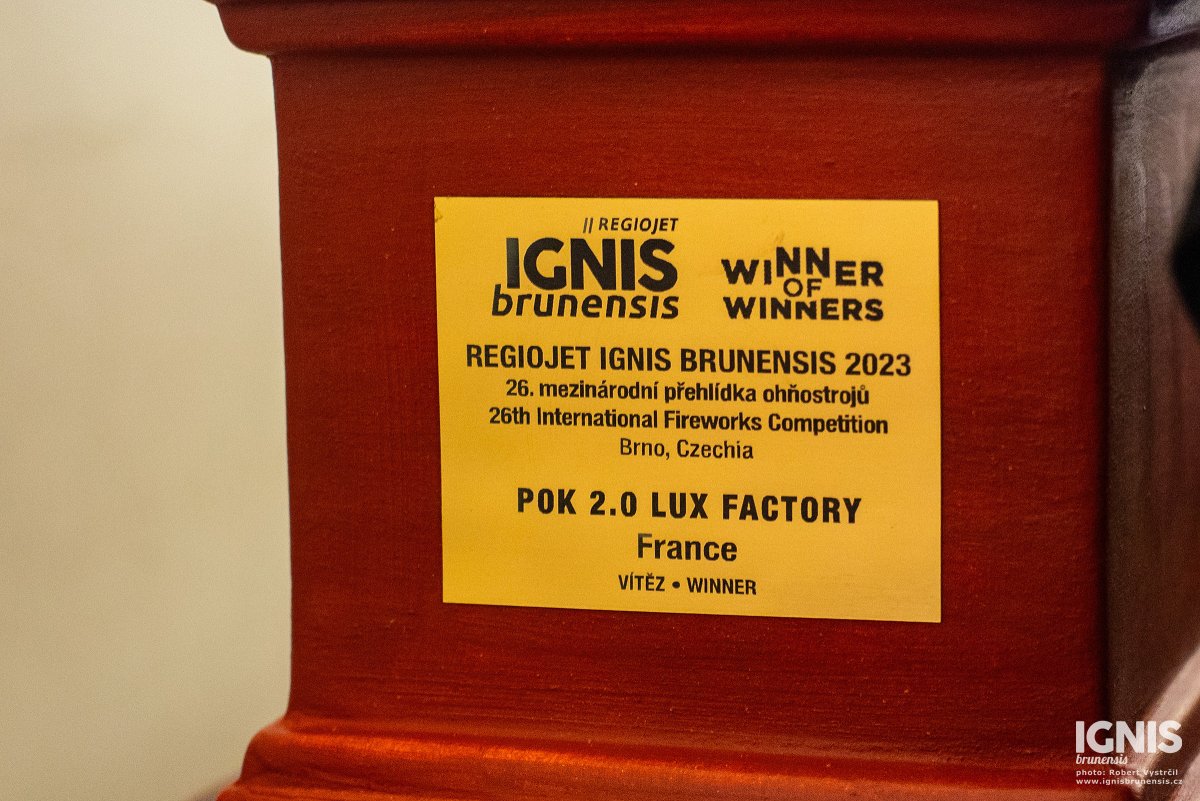 // REGIOJET
IGNIS
brunensis
WINNER
OF
WINNERS
REGIOJET IGNIS BRUNENSIS 2023
26. mezinárodní přehlídka ohňostrojů
26th International Fireworks Competition
Brno, Czechia
POK 2.0 LUX FACTORY
France
VÍTĚZ • WINNER
IGNIS
brunensis
photo: Robert Vystrčil
www.ignisbrunensis.cz